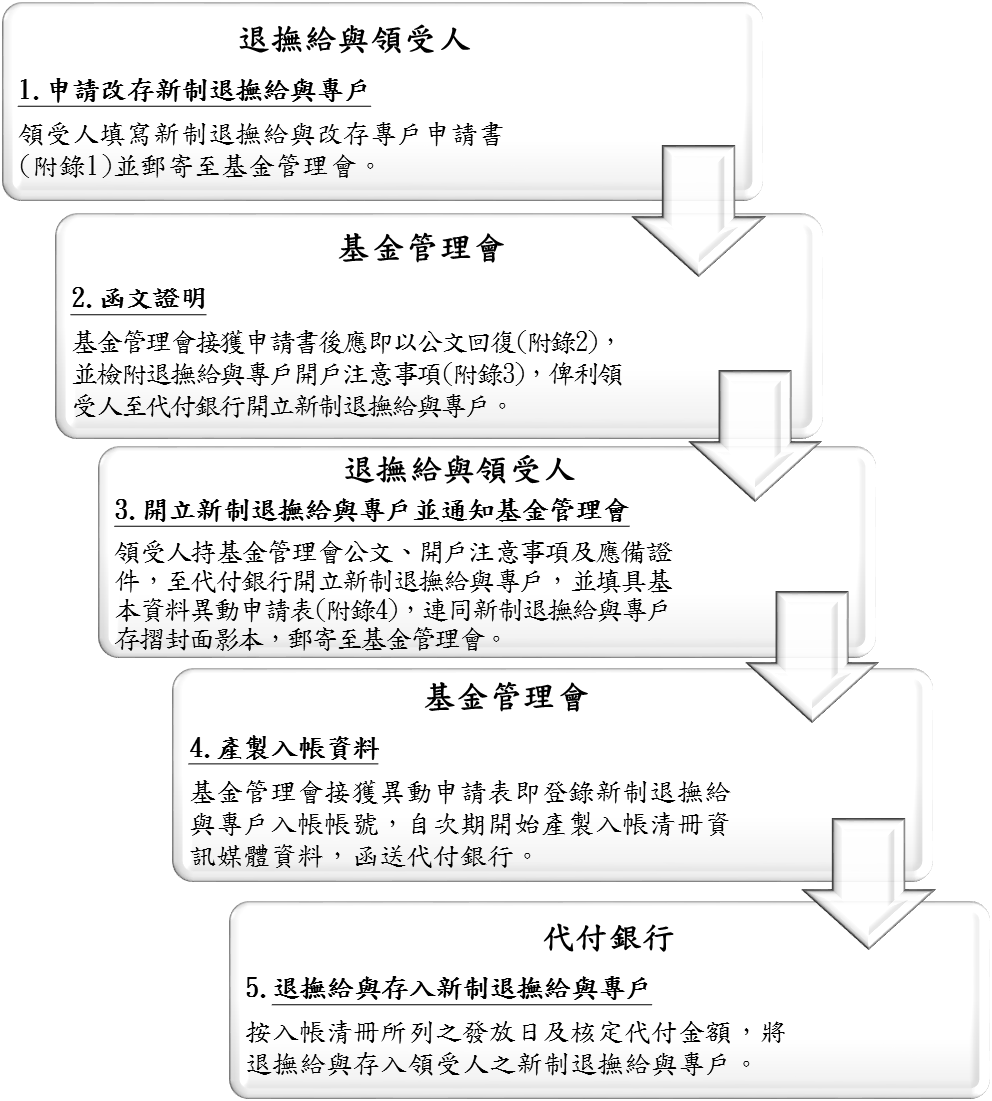 退撫給與領受人
1.申請改存新制退撫給與專戶
領受人填寫新制退撫給與改存專戶申請書
(附錄1)並郵寄至基金管理會。
基金管理會
2.函文證明
基金管理會接獲申請書後應即以公文回復(附錄2)，
並檢附退撫給與專戶開戶注意事項(附錄3)，俾利領
受人至代付銀行開立新制退撫給與專戶。
退撫給與領受人
3.開立新制退撫給與專戶並通知基金管理會
領受人持基金管理會公文、開戶注意事項及應備證
件，至代付銀行開立新制退撫給與專戶，並填具基
本資料異動申請表(附錄4)，連同新制退撫給與專戶
存摺封面影本，郵寄至基金管理會。
基金管理會
4.產製入帳資料
基金管理會接獲異動申請表即登錄新制退撫給
與專戶入帳帳號，自次期開始產製入帳清冊資
訊媒體資料，函送代付銀行。
代付銀行
5.退撫給與存入新制退撫給與專戶
按入帳清冊所列之發放日及核定代付金額，將
退撫給與存入領受人之新制退撫給與專戶。